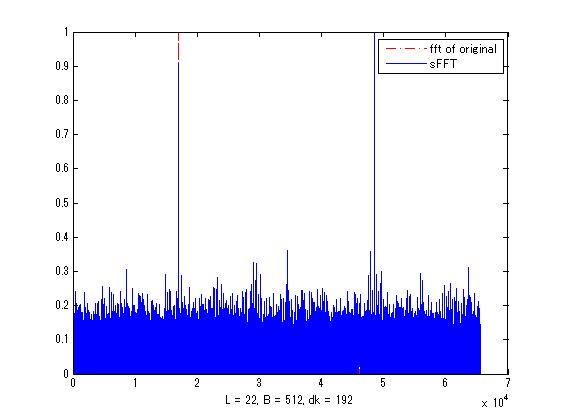 1
0.9
0.8
0.7
0.6
0.5
0.4
0.3
0.2
0.1
0
fft of original
sFFT
0 1 2 3 4 5 6 7
x 10^4
L = 22, B = 512, dk = 192